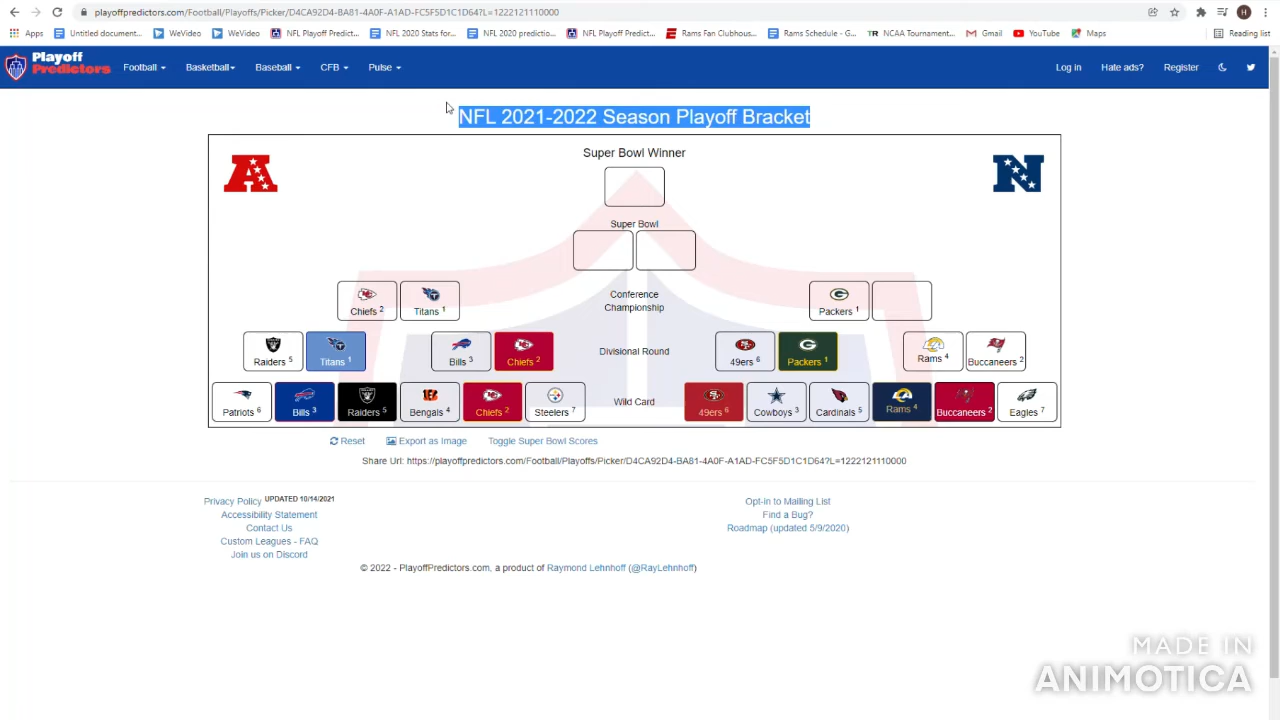 playoffpredictors.com/Football/Playoffs/Picker/D4CA92D4-BA81-4A0F-A1AD-FC5F5D1C1D64?L=1222121110000
H
Apps Untitled document... WeVideo WeVideo NFL Playoff Predict... NFL 2020 Stats for... NFL 2020 predictio... NFL Playoff Predict... Rams Fan Clubhous... Rams Schedule - G... TR NCAA Tournament... Gmail YouTube Maps Reading list
Playoff
Predictors
Football Basketball Baseball CFB Pulse Log in Hate ads? Register
NFL 2021-2022 Season Playoff Bracket
A N
Super Bowl Winner
Super Bowl
Conference
Championship
Chiefs 2 Titans 1 Packers 1
Raiders 5 Titans 1 Bills 3 Chiefs 2 Divisional Round 49ers 6 Packers 1 Rams 4 Buccaneers 2
Patriots 6 Bills 3 Raiders 5 Bengals 4 Chiefs 2 Steelers 7 Wild Card 49ers 6 Cowboys 3 Cardinals 5 Rams 4 Buccaneers 2 Eagles 7
Reset Export as Image Toggle Super Bowl Scores
Share Url: https://playoffpredictors.com/Football/Playoffs/Picker/D4CA92D4-BA81-4A0F-A1AD-FC5F5D1C1D64?L=1222121110000
Privacy Policy UPDATED 10/14/2021
Accessibility Statement
Contact Us
Custom Leagues - FAQ
Join us on Discord
Opt-in to Mailing List
Find a Bug?
Roadmap (updated 5/9/2020)
© 2022 - PlayoffPredictors.com, a product of Raymond Lehnhoff (@RayLehnhoff)
MADE IN
ANIMOTICA